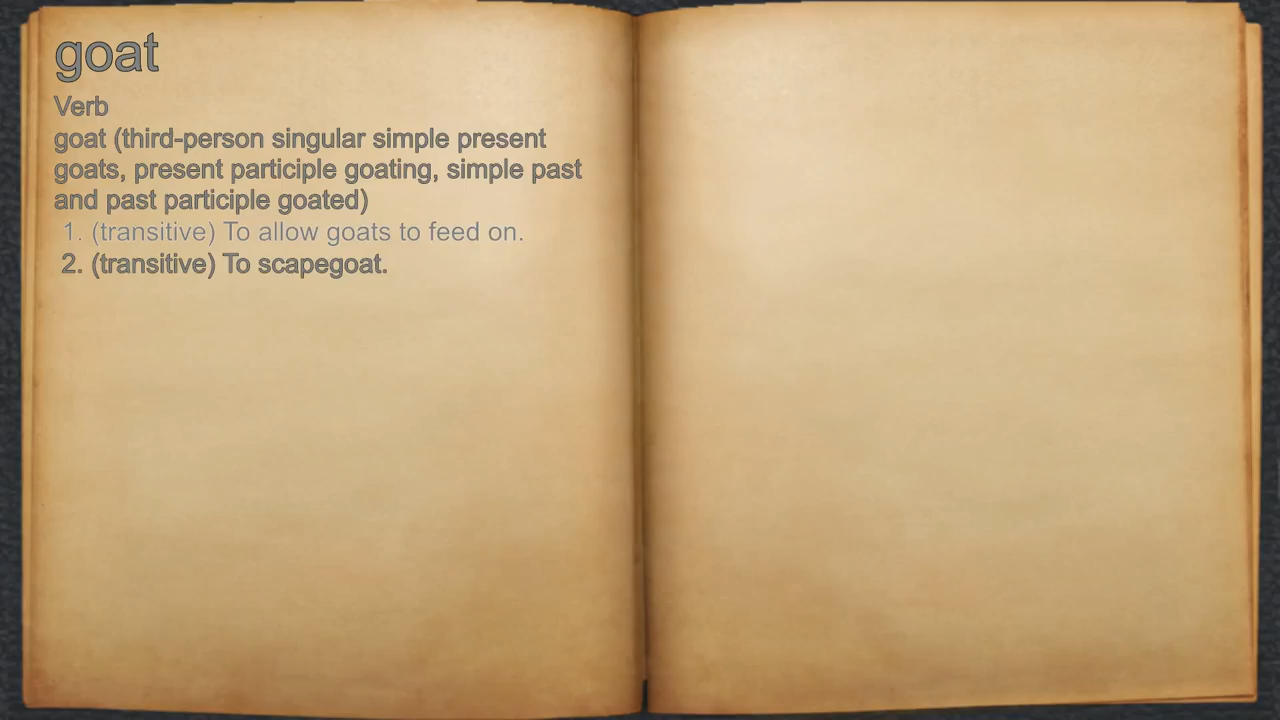 goat
Verb
goat (third-person singular simple present
goats, present participle goating, simple past
and past participle goated)
1. (transitive) To allow goats to feed on.
2. (transitive) To scapegoat.